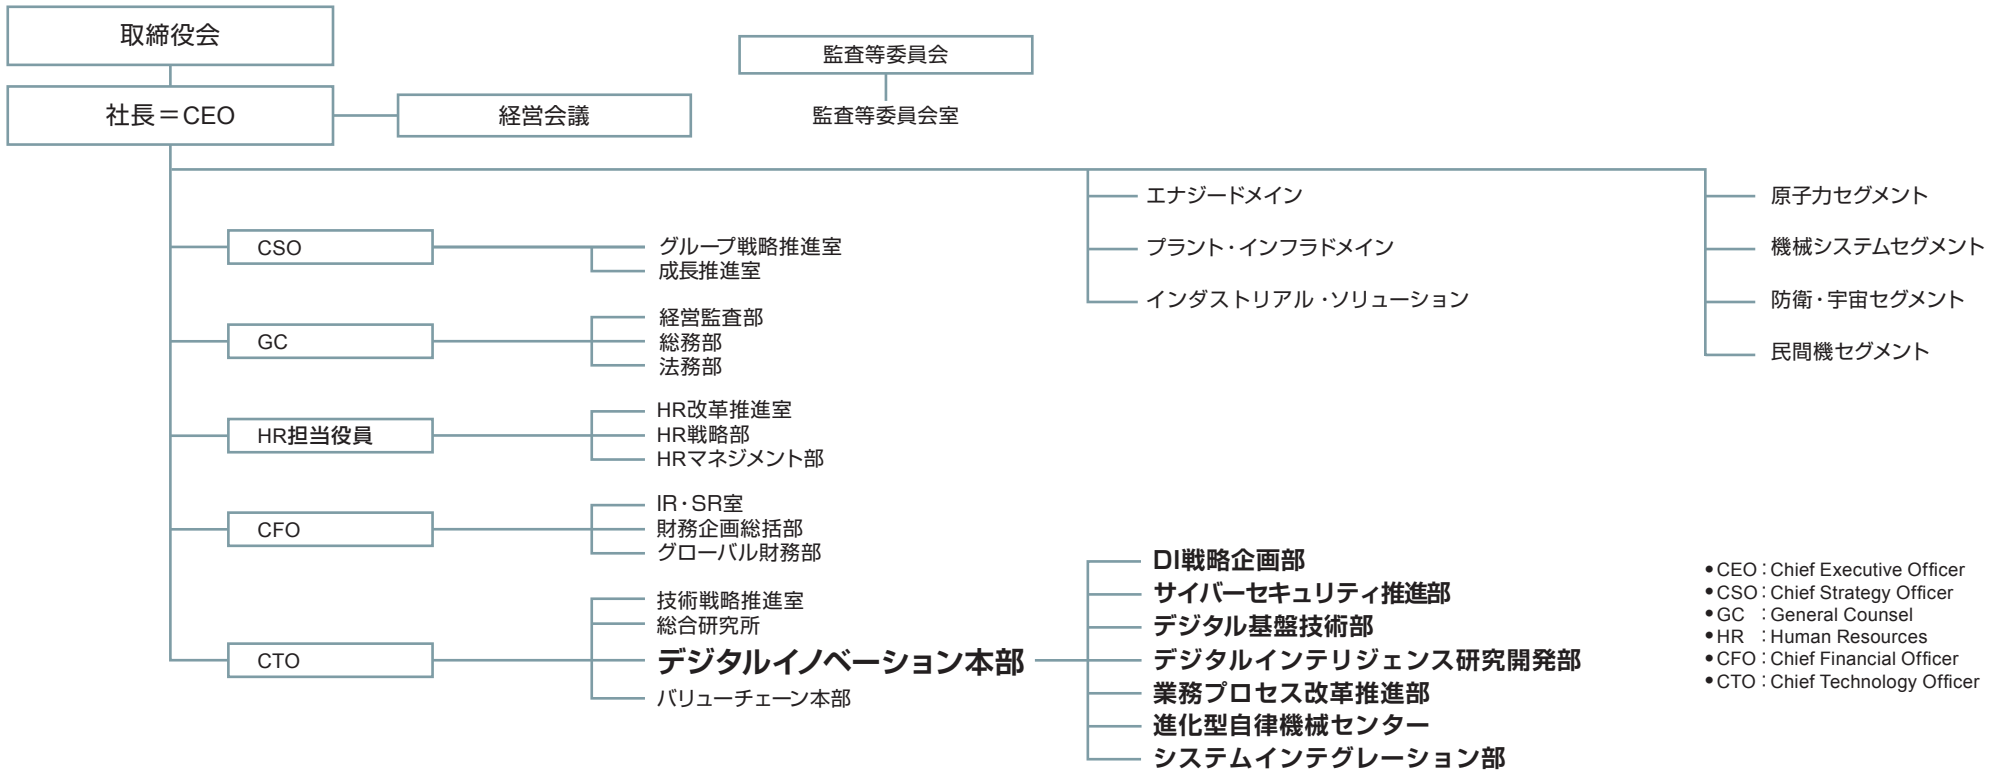 取締役会
監査等委員会
社長＝CEO
経営会議
監査等委員会室
エナジードメイン
プラント・インフラドメイン
インダストリアル・ソリューション
原子力セグメント
機械システムセグメント
防衛・宇宙セグメント
民間機セグメント
CSO
グループ戦略推進室
成長推進室
GC
経営監査部
総務部
法務部
HR担当役員
HR改革推進室
HR戦略部
HRマネジメント部
CFO
IR・SR室
財務企画総括部
グローバル財務部
CTO
技術戦略推進室
総合研究所
デジタルイノベーション本部
バリューチェーン本部
DI戦略企画部
サイバーセキュリティ推進部
デジタル基盤技術部
デジタルインテリジェンス研究開発部
業務プロセス改革推進部
進化型自律機械センター
システムインテグレーション部
•CEO：Chief Executive Officer
•CSO：Chief Strategy Officer
•GC ：General Counsel
•HR ：Human Resources
•CFO：Chief Financial Officer
•CTO：Chief Technology Officer